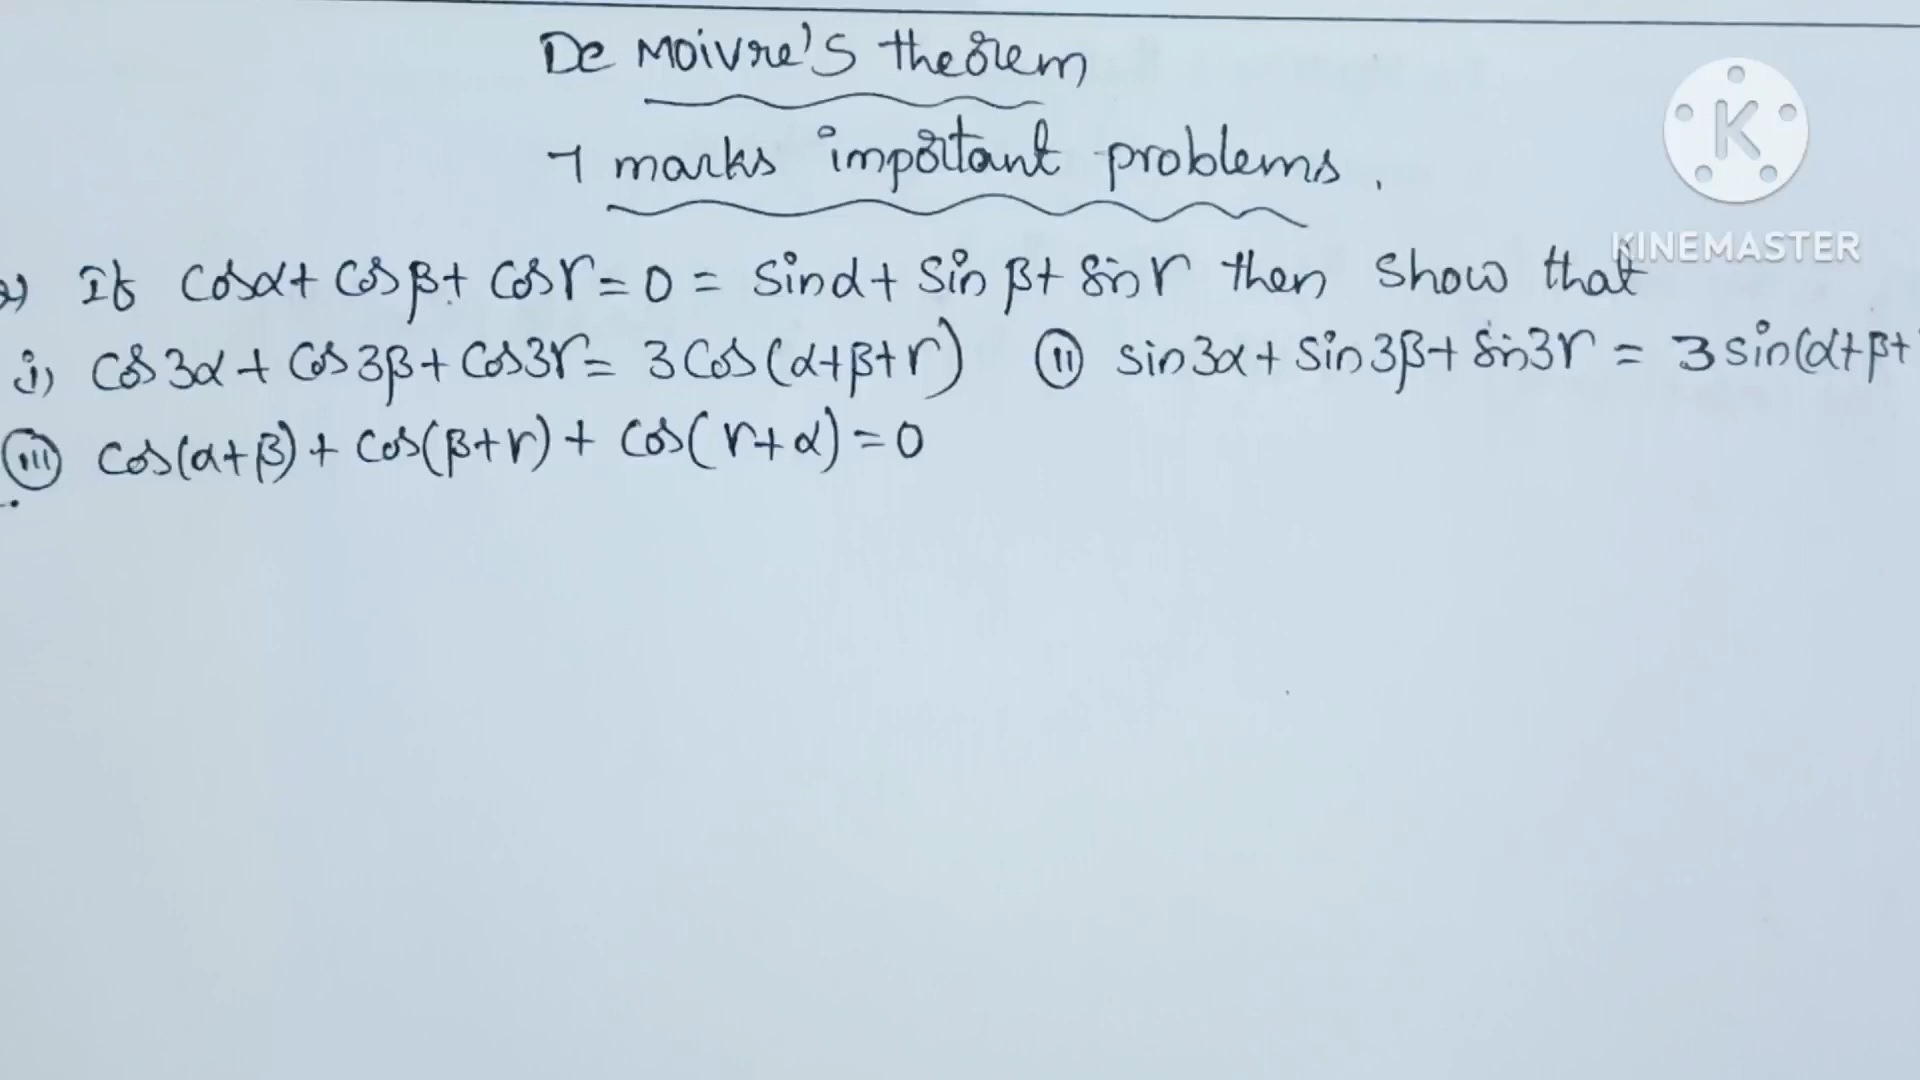 De Moivre's theorem
7 marks important problems.
K
KINEMASTER
If Cosα + Cosβ + Cosr = 0 = Sinα + Sinβ + Sinr then show that
i) Cos3α + Cos3β + Cos3r = 3Cos(α+β+r) (ii) sin3α + Sin3β + Sin3r = 3sin(α+β+
(iii) Cos(α+β) + Cos(β+r) + Cos(r+α) = 0